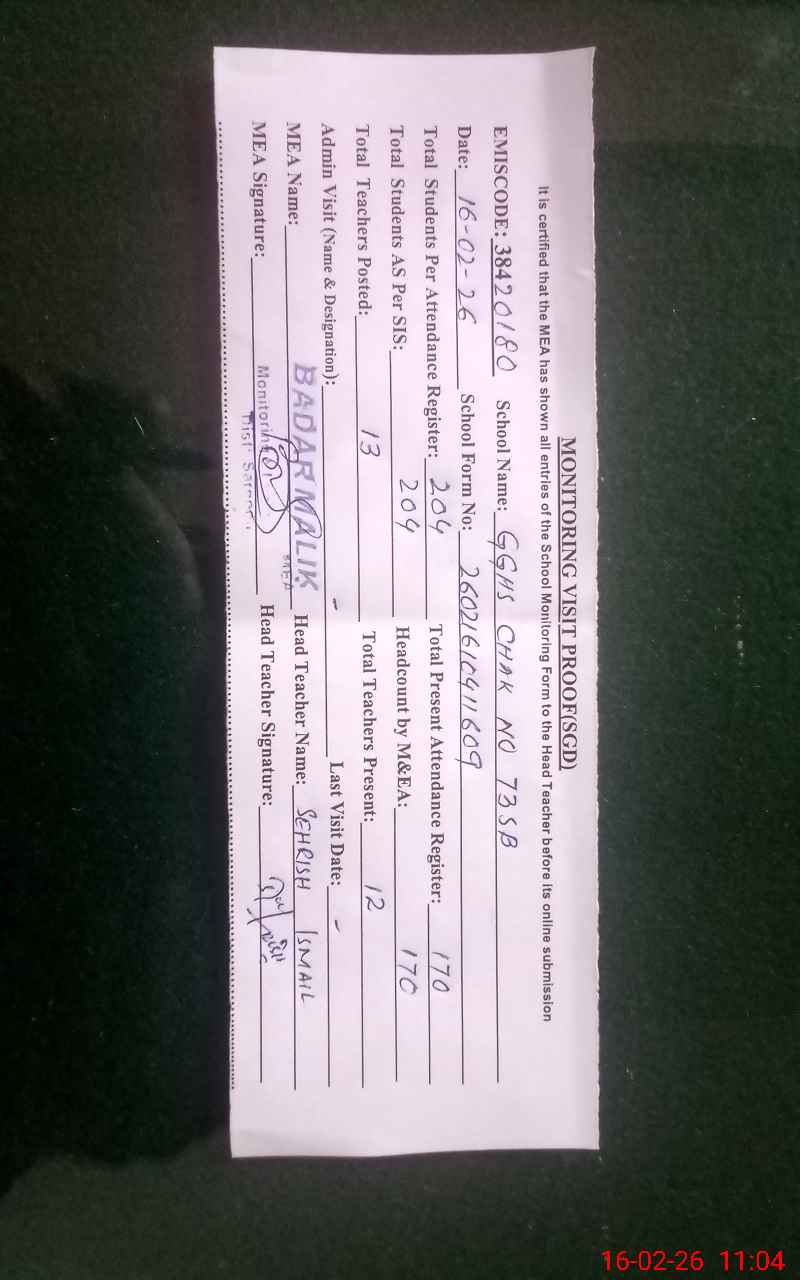 MONITORING VISIT PROOF(SGD)
It is certified that the MEA has shown all entries of the School Monitoring Form to the Head Teacher before its online submission
EMISCODE: 38420180 School Name: GGHS CHAK NO 73 SB
Date: 16-02-26 School Form No: 2602161041609
Total Students Per Attendance Register: 204 Total Present Attendance Register: 170
Total Students AS Per SIS: 204 Headcount by M&EA: 170
Total Teachers Posted: 13 Total Teachers Present: 12
Admin Visit (Name & Designation): - Last Visit Date: -
MEA Name: BADAR MALIK Head Teacher Name: SEHRISH ISMAIL
MEA Signature: Monitoring Head Teacher Signature:
16-02-26 11:04